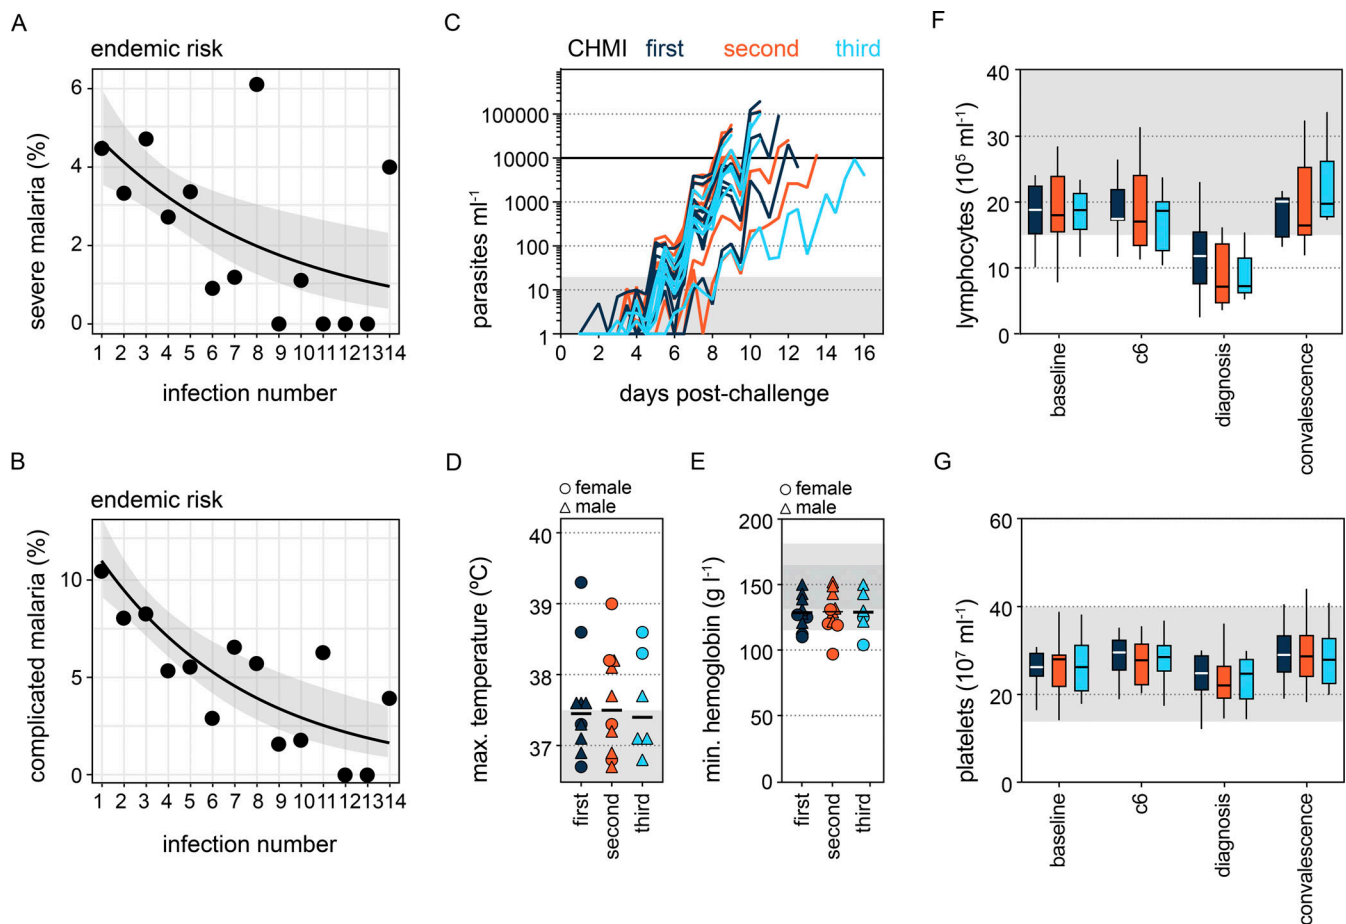 A
endemic risk
severe malaria (%)
6
4
2
0
1 2 3 4 5 6 7 8 9 10 11 12 13 14
infection number
B
endemic risk
complicated malaria (%)
10
5
0
1 2 3 4 5 6 7 8 9 10 11 12 13 14
infection number
C
CHMI first second third
parasites ml-1
100000
10000
1000
100
10
1
0 2 4 6 8 10 12 14 16
days post-challenge
D
female
male
max. temperature (ºC)
40
39
38
37
first
second
third
E
female
male
min. hemoglobin (g l-1)
200
150
100
50
0
first
second
third
F
lymphocytes (10⁵ ml-1)
40
30
20
10
0
baseline
c6
diagnosis
convalescence
G
platelets (10⁷ ml-1)
60
40
20
0
baseline
c6
diagnosis
convalescence